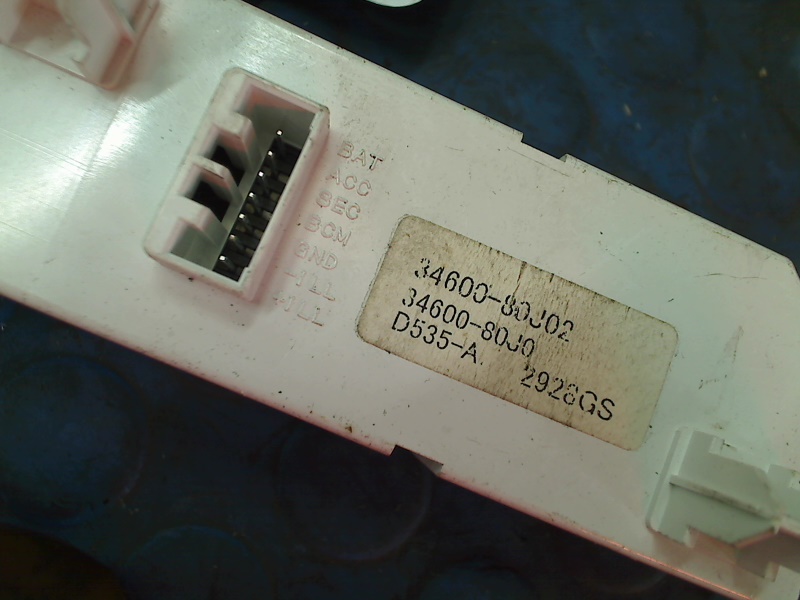 BAT
ACC
SEC
BCM
GND
-ILL
+ILL
34600-80J02
34600-80J0
D535-A
2928GS